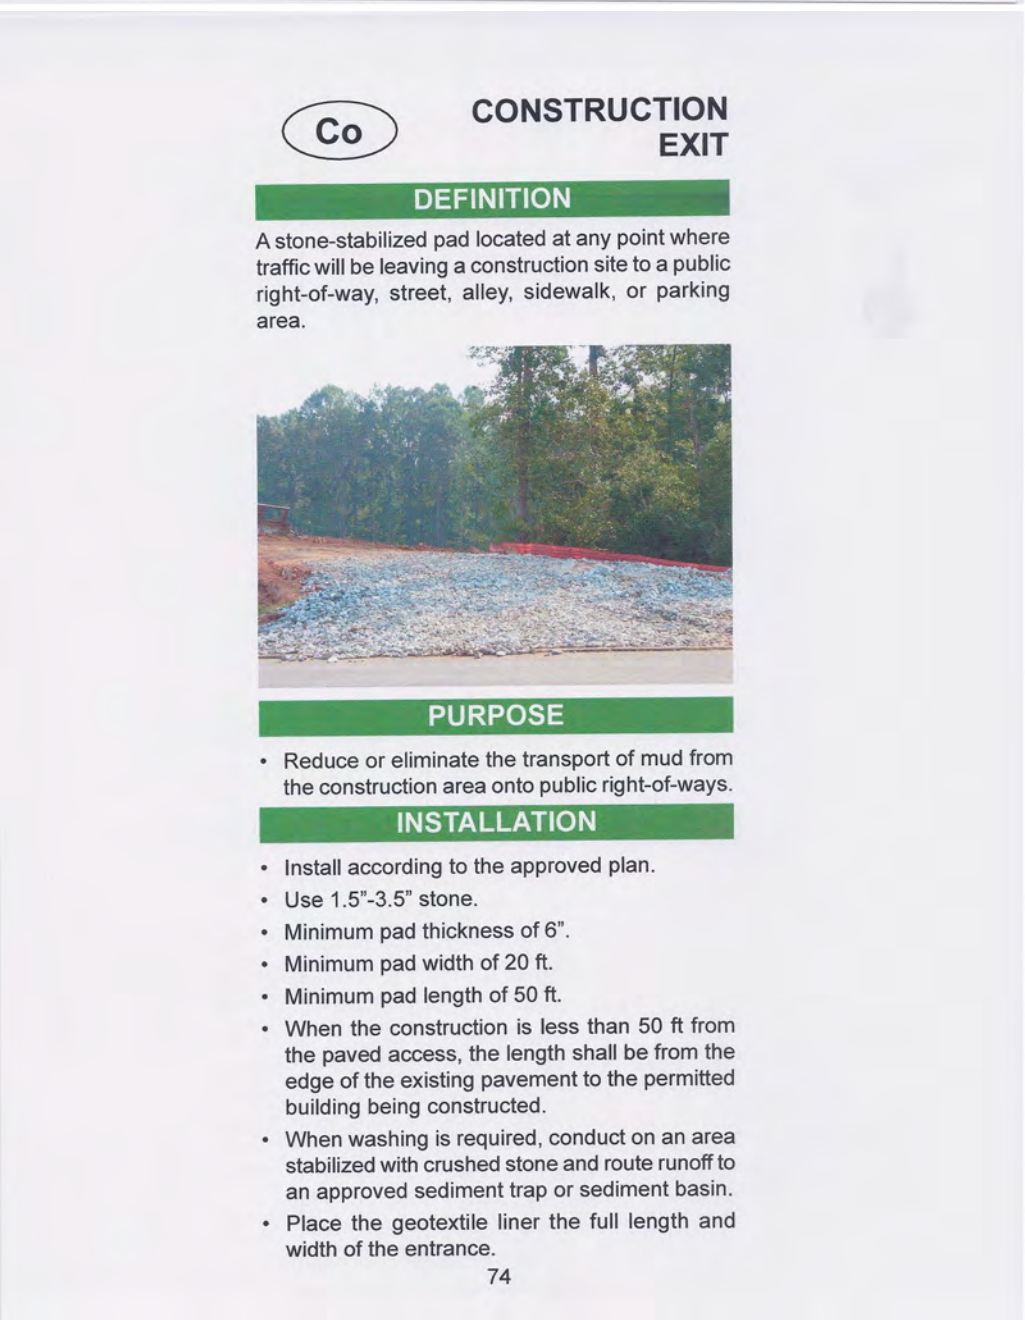 Co
CONSTRUCTION
EXIT
DEFINITION
A stone-stabilized pad located at any point where
traffic will be leaving a construction site to a public
right-of-way, street, alley, sidewalk, or parking
area.
PURPOSE
• Reduce or eliminate the transport of mud from
the construction area onto public right-of-ways.
INSTALLATION
• Install according to the approved plan.
• Use 1.5”-3.5” stone.
• Minimum pad thickness of 6”.
• Minimum pad width of 20 ft.
• Minimum pad length of 50 ft.
• When the construction is less than 50 ft from
the paved access, the length shall be from the
edge of the existing pavement to the permitted
building being constructed.
• When washing is required, conduct on an area
stabilized with crushed stone and route runoff to
an approved sediment trap or sediment basin.
• Place the geotextile liner the full length and
width of the entrance.
74